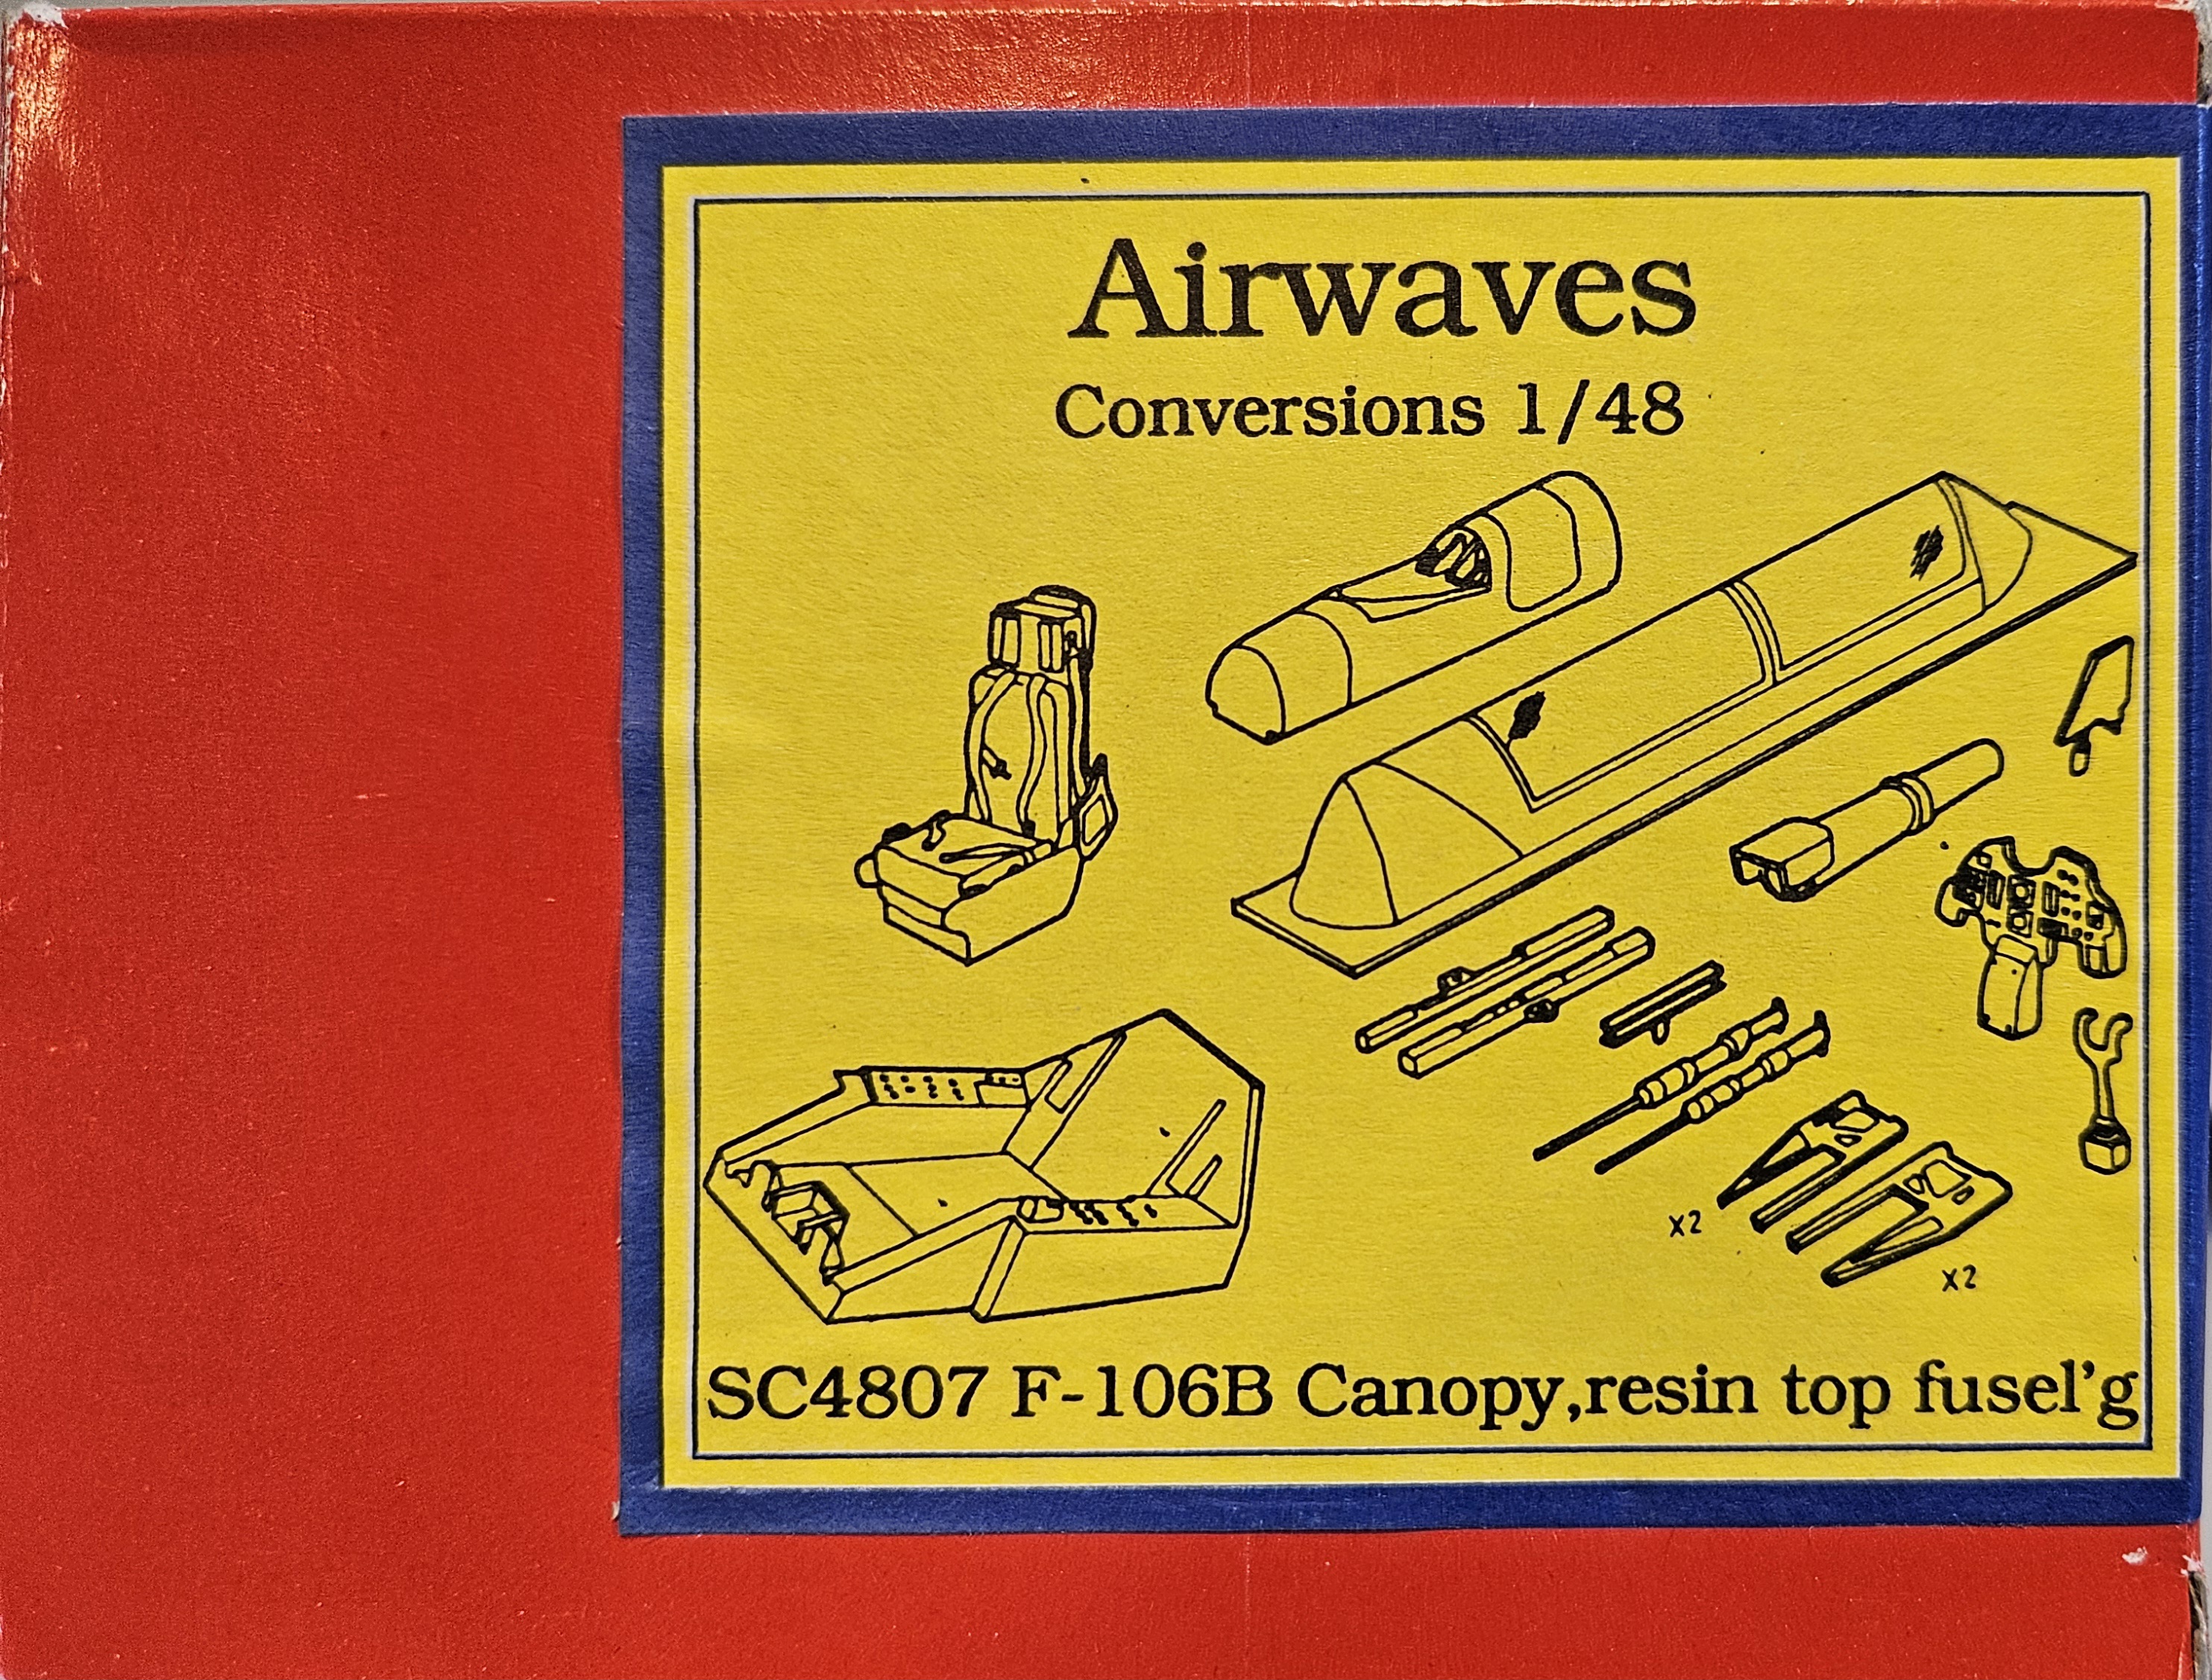 Airwaves
Conversions 1/48
X2
X2
SC4807 F-106B Canopy,resin top fusel'g